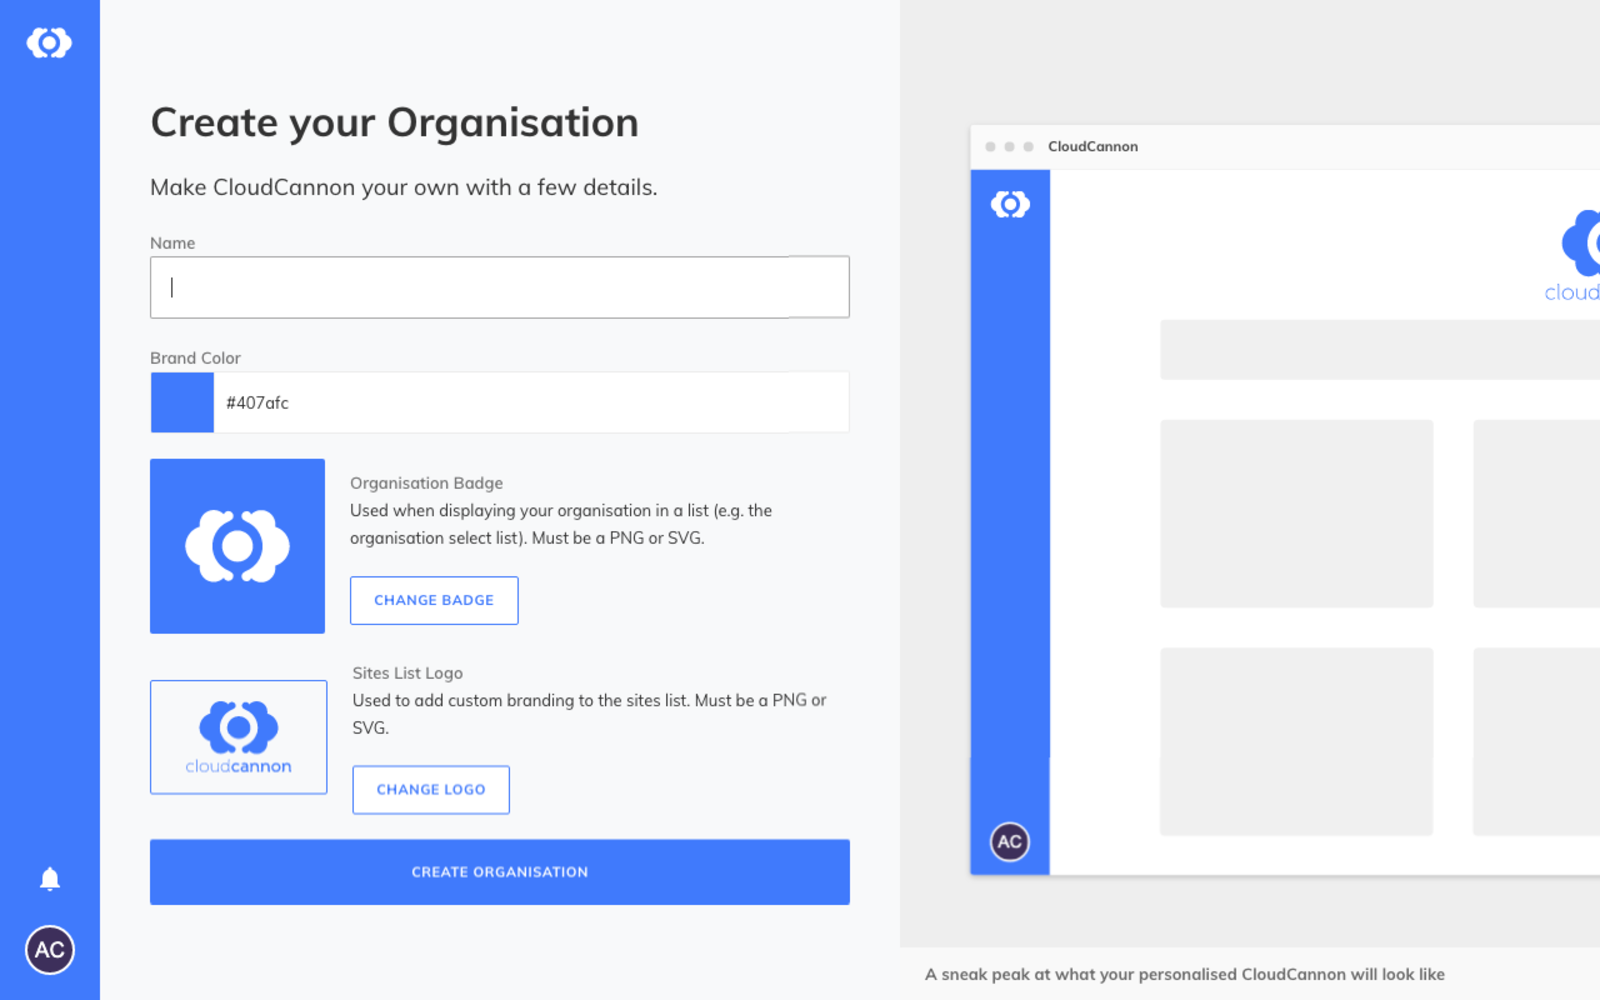 Create your Organisation
Make CloudCannon your own with a few details.
Name
Brand Color
#407afc
Organisation Badge
Used when displaying your organisation in a list (e.g. the
organisation select list). Must be a PNG or SVG.
CHANGE BADGE
Sites List Logo
Used to add custom branding to the sites list. Must be a PNG or
SVG.
cloudcannon
CHANGE LOGO
CREATE ORGANISATION
AC
CloudCannon
cloud
AC
A sneak peak at what your personalised CloudCannon will look like